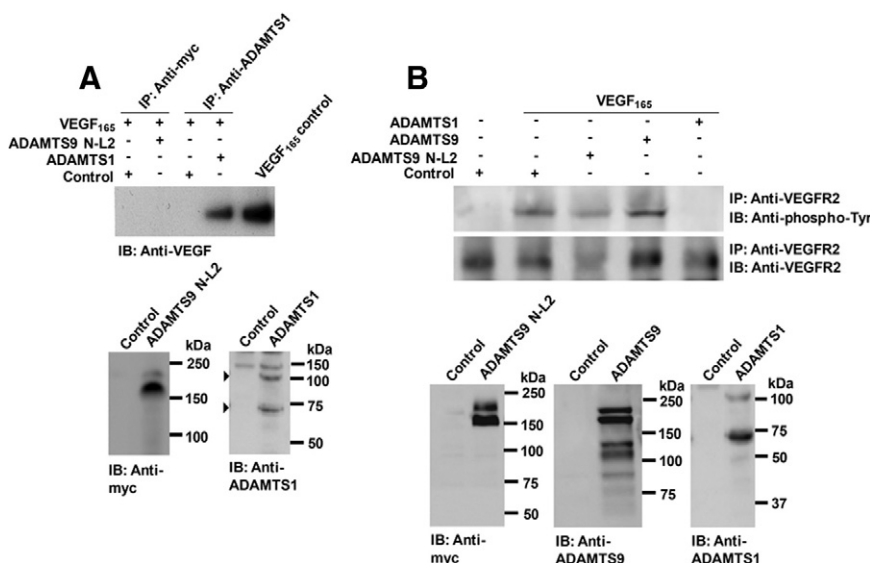 A
IP: Anti-myc
IP: Anti-ADAMTS1
VEGF165 + + + +
VEGF165 control
ADAMTS9 N-L2 - + - -
ADAMTS1 - - - +
Control + - + -
IB: Anti-VEGF
Control
ADAMTS9 N-L2
kDa
250
150
100
IB: Anti-
myc
Control
ADAMTS1
kDa
150
100
75
50
IB: Anti-
ADAMTS1
B
VEGF165
ADAMTS1 - - - - +
ADAMTS9 - - - + -
ADAMTS9 N-L2 - - + - -
Control + + - - -
IP: Anti-VEGFR2
IB: Anti-phospho-Tyr
IP: Anti-VEGFR2
IB: Anti-VEGFR2
Control
ADAMTS9 N-L2
kDa
250
150
100
75
50
IB: Anti-
myc
Control
ADAMTS9
kDa
250
150
100
75
IB: Anti-
ADAMTS9
Control
ADAMTS1
kDa
100
75
50
37
IB: Anti-
ADAMTS1